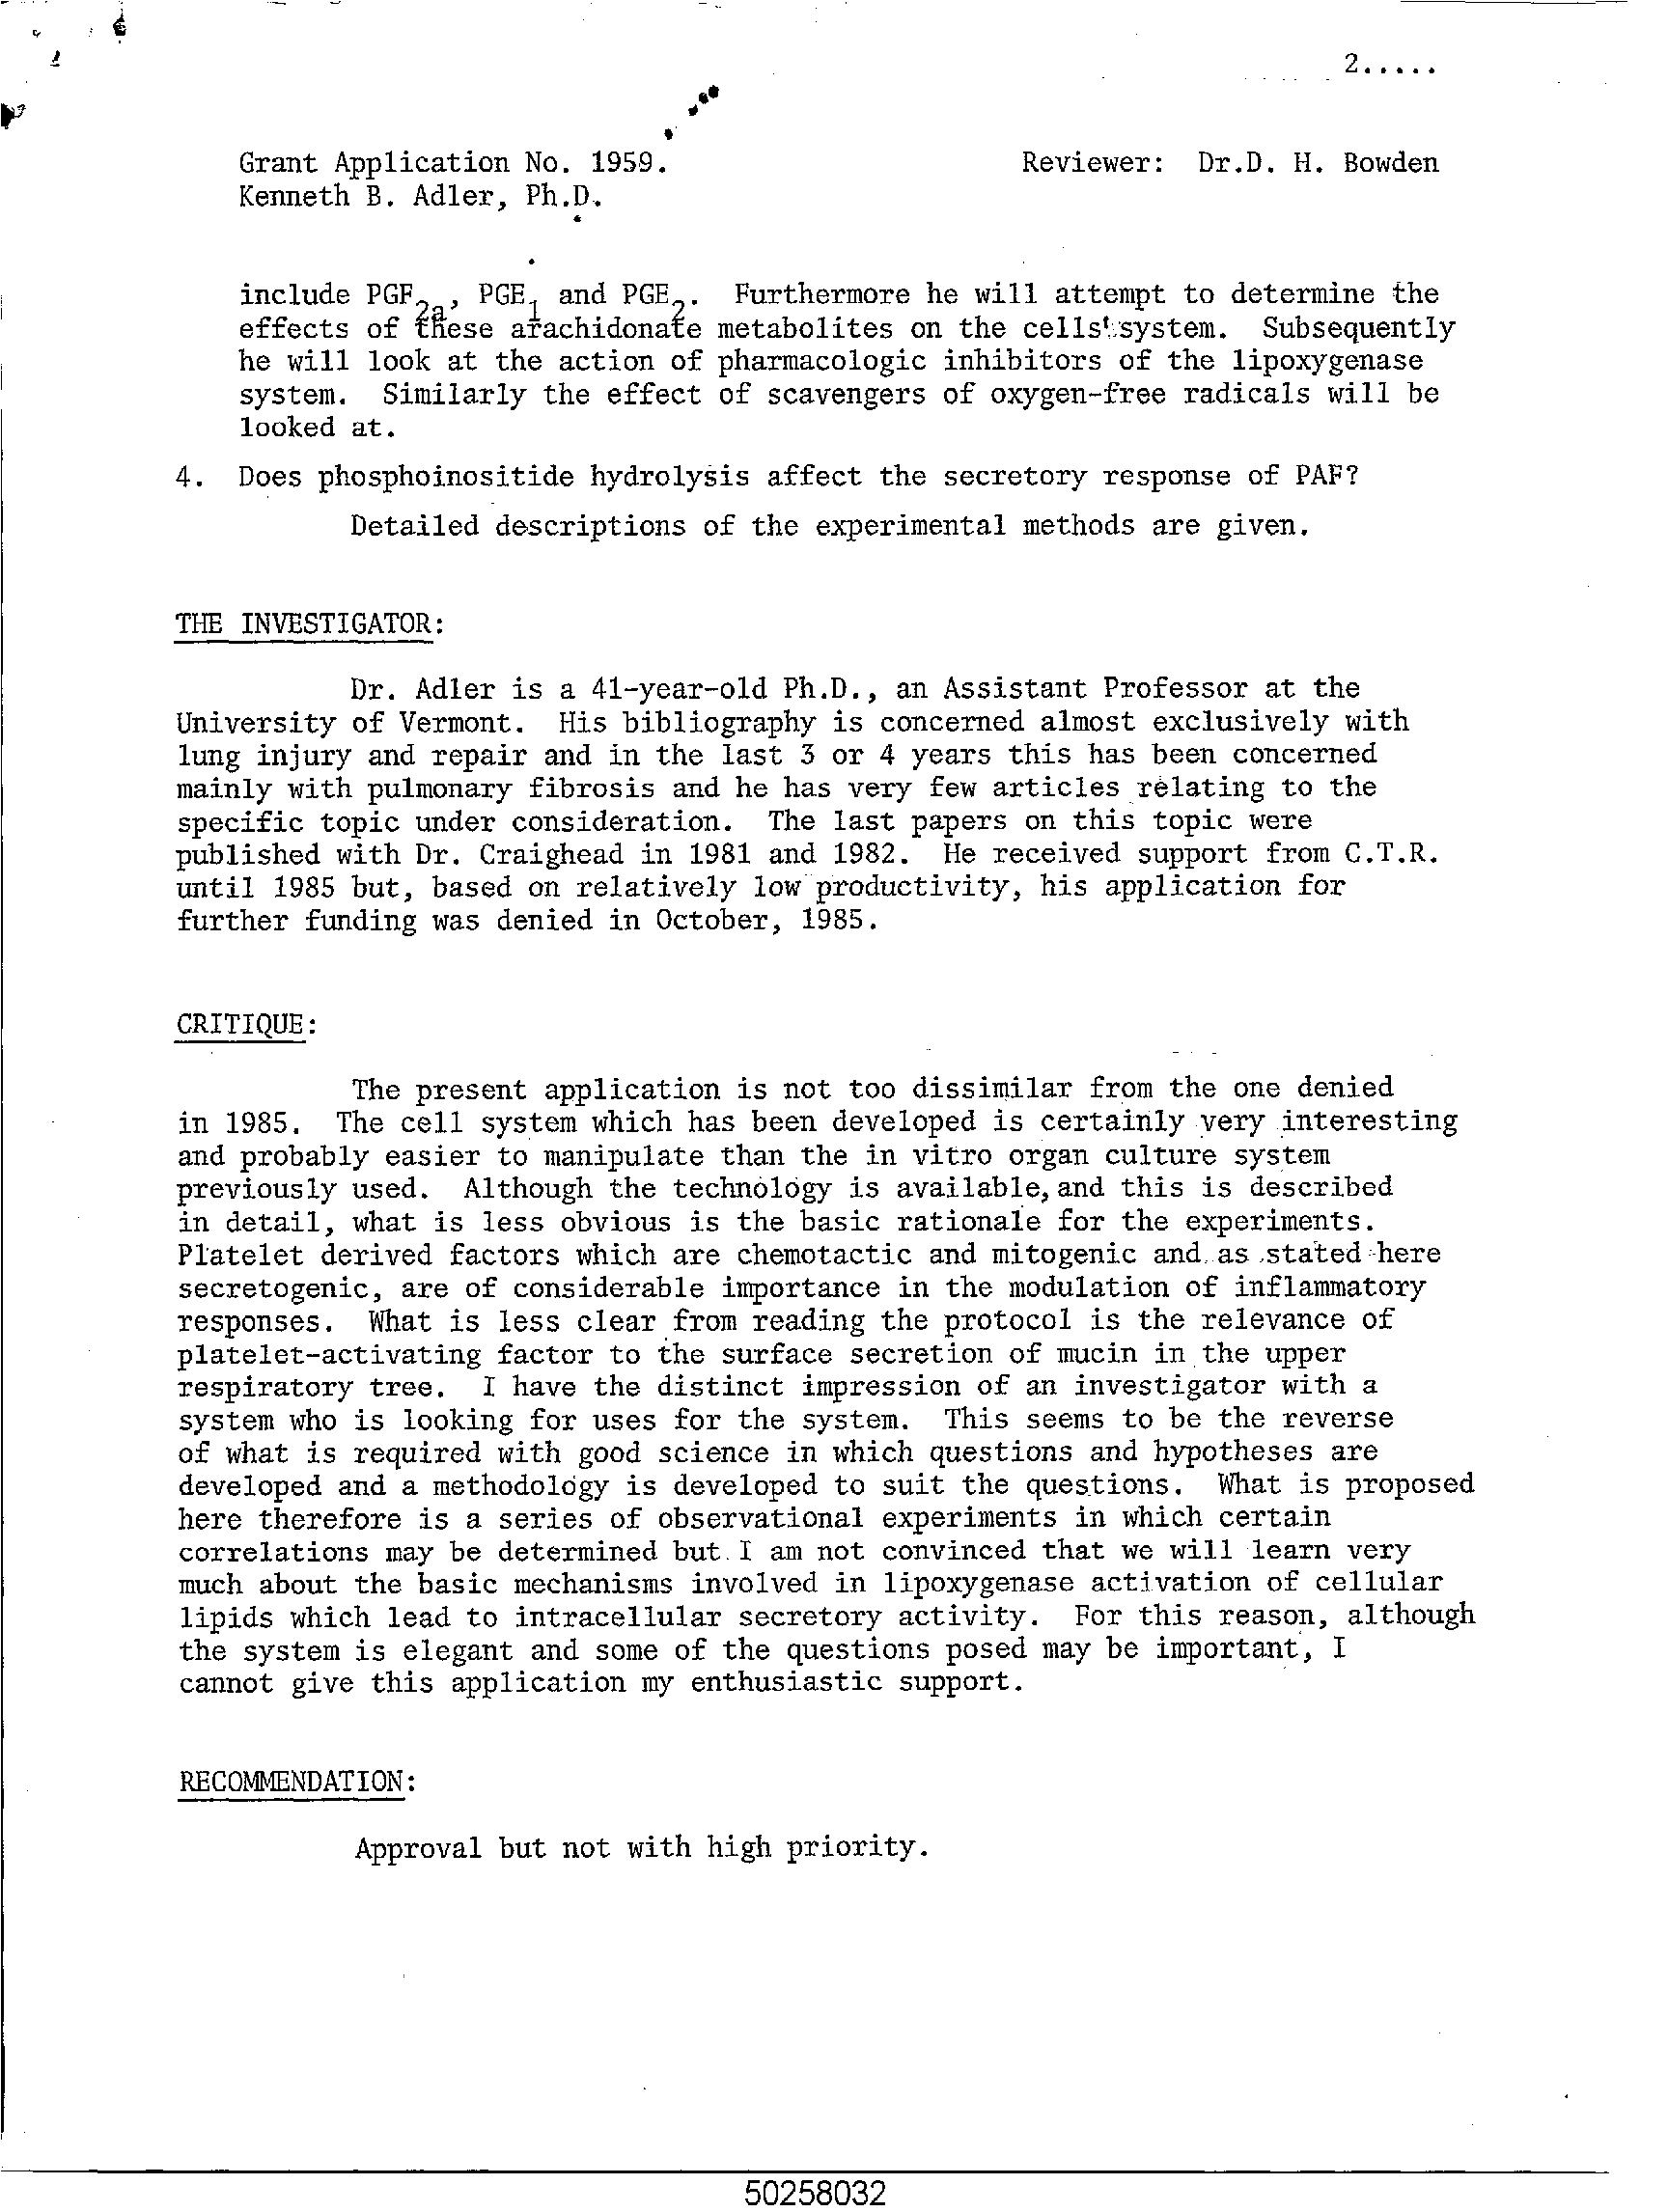 2.....
Grant Application No. 1959. Reviewer: Dr.D. H. Bowden
Kenneth B. Adler, Ph.D.
include PGF2a, PGE1 and PGE2. Furthermore he will attempt to determine the
effects of these arachidonate metabolites on the cells' system. Subsequently
he will look at the action of pharmacologic inhibitors of the lipoxygenase
system. Similarly the effect of scavengers of oxygen-free radicals will be
looked at.
4. Does phosphoinositide hydrolysis affect the secretory response of PAF?
Detailed descriptions of the experimental methods are given.
THE INVESTIGATOR:
Dr. Adler is a 41-year-old Ph.D., an Assistant Professor at the
University of Vermont. His bibliography is concerned almost exclusively with
lung injury and repair and in the last 3 or 4 years this has been concerned
mainly with pulmonary fibrosis and he has very few articles relating to the
specific topic under consideration. The last papers on this topic were
published with Dr. Craighead in 1981 and 1982. He received support from C.T.R.
until 1985 but, based on relatively low productivity, his application for
further funding was denied in October, 1985.
CRITIQUE:
The present application is not too dissimilar from the one denied
in 1985. The cell system which has been developed is certainly very interesting
and probably easier to manipulate than the in vitro organ culture system
previously used. Although the technology is available, and this is described
in detail, what is less obvious is the basic rationale for the experiments.
Platelet derived factors which are chemotactic and mitogenic and as stated here
secretogenic, are of considerable importance in the modulation of inflammatory
responses. What is less clear from reading the protocol is the relevance of
platelet-activating factor to the surface secretion of mucin in the upper
respiratory tree. I have the distinct impression of an investigator with a
system who is looking for uses for the system. This seems to be the reverse
of what is required with good science in which questions and hypotheses are
developed and a methodology is developed to suit the questions. What is proposed
here therefore is a series of observational experiments in which certain
correlations may be determined but I am not convinced that we will learn very
much about the basic mechanisms involved in lipoxygenase activation of cellular
lipids which lead to intracellular secretory activity. For this reason, although
the system is elegant and some of the questions posed may be important, I
cannot give this application my enthusiastic support.
RECOMMENDATION:
Approval but not with high priority.
50258032